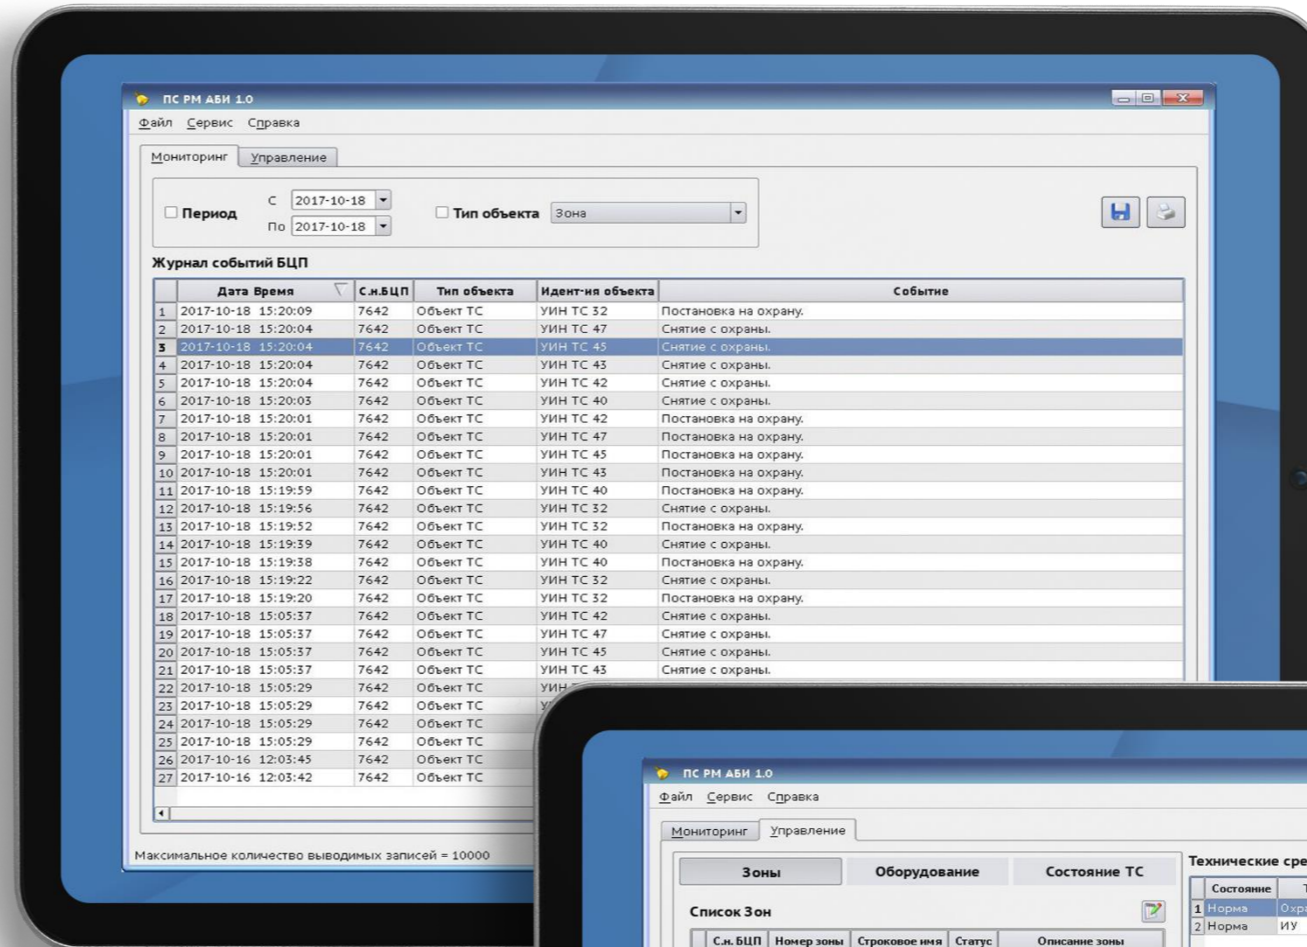 ПС РМ АБИ 1.0
Файл Сервис Справка
Мониторинг Управление
Период С 2017-10-18 По 2017-10-18 Тип объекта Зона
Журнал событий БЦП
Дата Время С.н.БЦП Тип объекта Идент-ия объекта Событие
1 2017-10-18 15:20:09 7642 Объект ТС УИН ТС 32 Постановка на охрану.
2 2017-10-18 15:20:04 7642 Объект ТС УИН ТС 47 Снятие с охраны.
3 2017-10-18 15:20:04 7642 Объект ТС УИН ТС 45 Снятие с охраны.
4 2017-10-18 15:20:04 7642 Объект ТС УИН ТС 43 Снятие с охраны.
5 2017-10-18 15:20:04 7642 Объект ТС УИН ТС 42 Снятие с охраны.
6 2017-10-18 15:20:03 7642 Объект ТС УИН ТС 40 Снятие с охраны.
7 2017-10-18 15:20:01 7642 Объект ТС УИН ТС 42 Постановка на охрану.
8 2017-10-18 15:20:01 7642 Объект ТС УИН ТС 47 Постановка на охрану.
9 2017-10-18 15:20:01 7642 Объект ТС УИН ТС 45 Постановка на охрану.
10 2017-10-18 15:20:01 7642 Объект ТС УИН ТС 43 Постановка на охрану.
11 2017-10-18 15:19:59 7642 Объект ТС УИН ТС 40 Постановка на охрану.
12 2017-10-18 15:19:56 7642 Объект ТС УИН ТС 32 Снятие с охраны.
13 2017-10-18 15:19:52 7642 Объект ТС УИН ТС 32 Постановка на охрану.
14 2017-10-18 15:19:39 7642 Объект ТС УИН ТС 40 Снятие с охраны.
15 2017-10-18 15:19:38 7642 Объект ТС УИН ТС 40 Постановка на охрану.
16 2017-10-18 15:19:22 7642 Объект ТС УИН ТС 32 Снятие с охраны.
17 2017-10-18 15:19:20 7642 Объект ТС УИН ТС 32 Постановка на охрану.
18 2017-10-18 15:05:37 7642 Объект ТС УИН ТС 42 Снятие с охраны.
19 2017-10-18 15:05:37 7642 Объект ТС УИН ТС 47 Снятие с охраны.
20 2017-10-18 15:05:37 7642 Объект ТС УИН ТС 45 Снятие с охраны.
21 2017-10-18 15:05:37 7642 Объект ТС УИН ТС 43 Снятие с охраны.
22 2017-10-18 15:05:29 7642 Объект ТС УИН
23 2017-10-18 15:05:29 7642 Объект ТС
24 2017-10-18 15:05:29 7642 Объект ТС
25 2017-10-18 15:05:29 7642 Объект ТС
26 2017-10-16 12:03:45 7642 Объект ТС
27 2017-10-16 12:03:42 7642 Объект ТС
Максимальное количество выводимых записей = 10000
ПС РМ АБИ 1.0
Файл Сервис Справка
Мониторинг Управление
Зоны Оборудование Состояние ТС
Список Зон
С.н. БЦП Номер зоны Строковое имя Статус Описание зоны
Технические сре
Состояние Т
1 Норма Охра
2 Норма ИУ